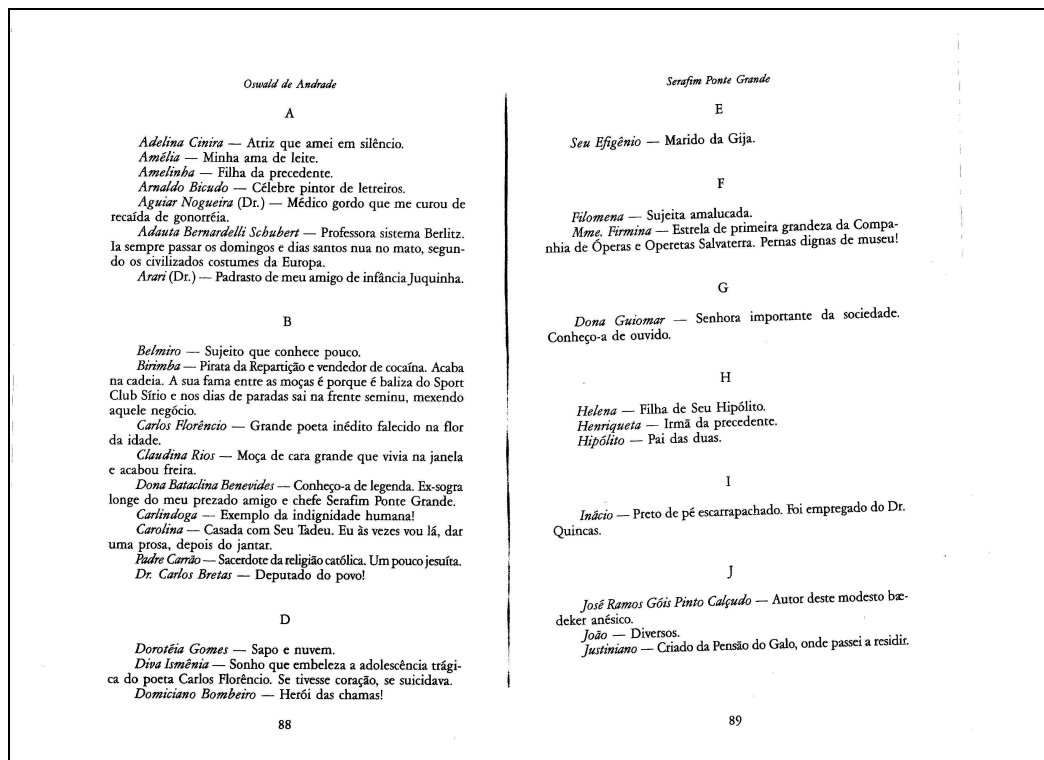 Oswald de Andrade
A
Adelina Cinira — Atriz que amei em silêncio.
Amélia — Minha ama de leite.
Amelinha — Filha da precedente.
Arnaldo Bicudo — Célebre pintor de letreiros.
Aguiar Nogueira (Dr.) — Médico gordo que me curou de
recaída de gonorréia.
Adauta Bernardelli Schubert — Professora sistema Berlitz.
Ia sempre passar os domingos e dias santos nua no mato, segun-
do os civilizados costumes da Europa.
Arari (Dr.) — Padrasto de meu amigo de infância Juquinha.
B
Belmiro — Sujeito que conhece pouco.
Birimba — Pirata da Repartição e vendedor de cocaína. Acaba
na cadeia. A sua fama entre as moças é porque é baliza do Sport
Club Sírio e nos dias de paradas sai na frente seminu, mexendo
aquele negócio.
Carlos Florêncio — Grande poeta inédito falecido na flor
da idade.
Claudina Rios — Moça de cara grande que vivia na janela
e acabou freira.
Dona Bataclina Benevides — Conheço-a de legenda. Ex-sogra
longe do meu prezado amigo e chefe Serafim Ponte Grande.
Carlindoga — Exemplo da indignidade humana!
Carolina — Casada com Seu Tadeu. Eu às vezes vou lá, dar
uma prosa, depois do jantar.
Padre Carrão — Sacerdote da religião católica. Um pouco jesuíta.
Dr. Carlos Bretas — Deputado do povo!
D
Dorotéia Gomes — Sapo e nuvem.
Diva Ismênia — Sonho que embeleza a adolescência trági-
ca do poeta Carlos Florêncio. Se tivesse coração, se suicidava.
Domiciano Bombeiro — Herói das chamas!
88
Serafim Ponte Grande
E
Seu Efigênio — Marido da Gija.
F
Filomena — Sujeita amalucada.
Mme. Firmina — Estrela de primeira grandeza da Compa-
nhia de Óperas e Operetas Salvaterra. Pernas dignas de museu!
G
Dona Guiomar — Senhora importante da sociedade.
Conheço-a de ouvido.
H
Helena — Filha de Seu Hipólito.
Henriqueta — Irmã da precedente.
Hipólito — Pai das duas.
I
Inácio — Preto de pé escarrapachado. Foi empregado do Dr.
Quincas.
J
José Ramos Góis Pinto Calçudo — Autor deste modesto bæ-
deker anésico.
João — Diversos.
Justiniano — Criado da Pensão do Galo, onde passei a residir.
89